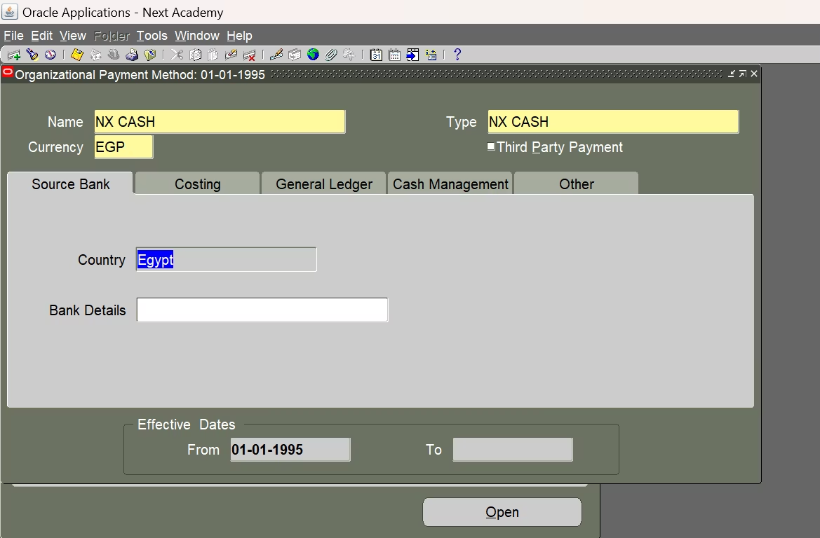 Oracle Applications - Next Academy
File Edit View Folder Tools Window Help
Organizational Payment Method: 01-01-1995
Name NX CASH Type NX CASH
Currency EGP Third Party Payment
Source Bank Costing General Ledger Cash Management Other
Country Egypt
Bank Details
Effective Dates
From 01-01-1995 To
Open